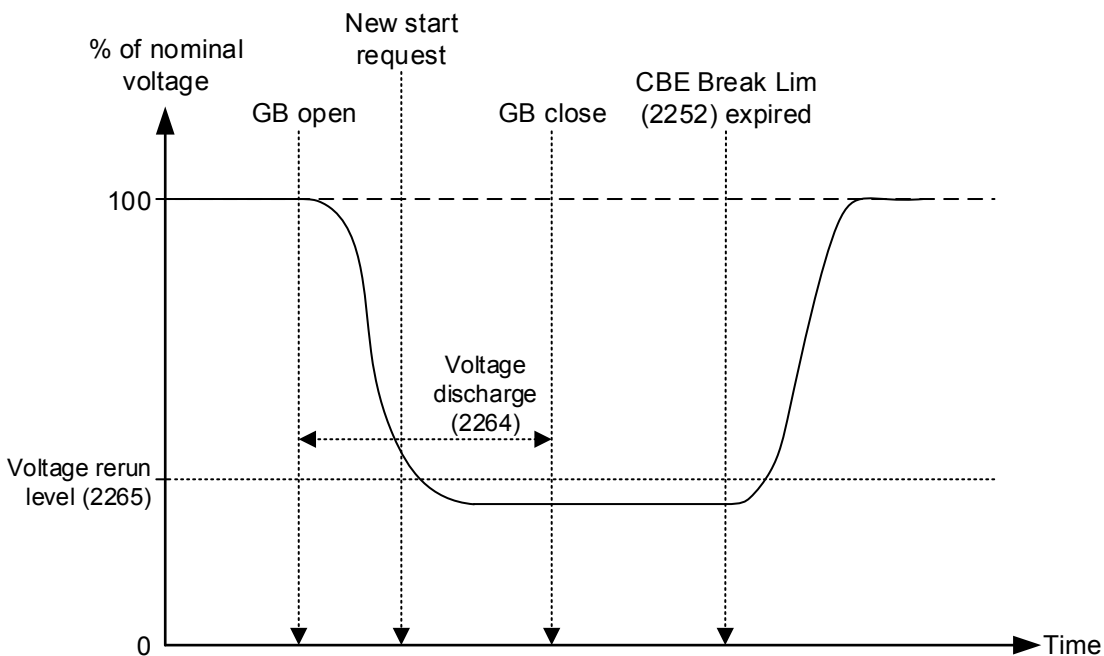 New start
request
% of nominal
voltage
GB open
GB close
CBE Break Lim
(2252) expired
100
Voltage
discharge
(2264)
Voltage rerun
level (2265)
0
Time